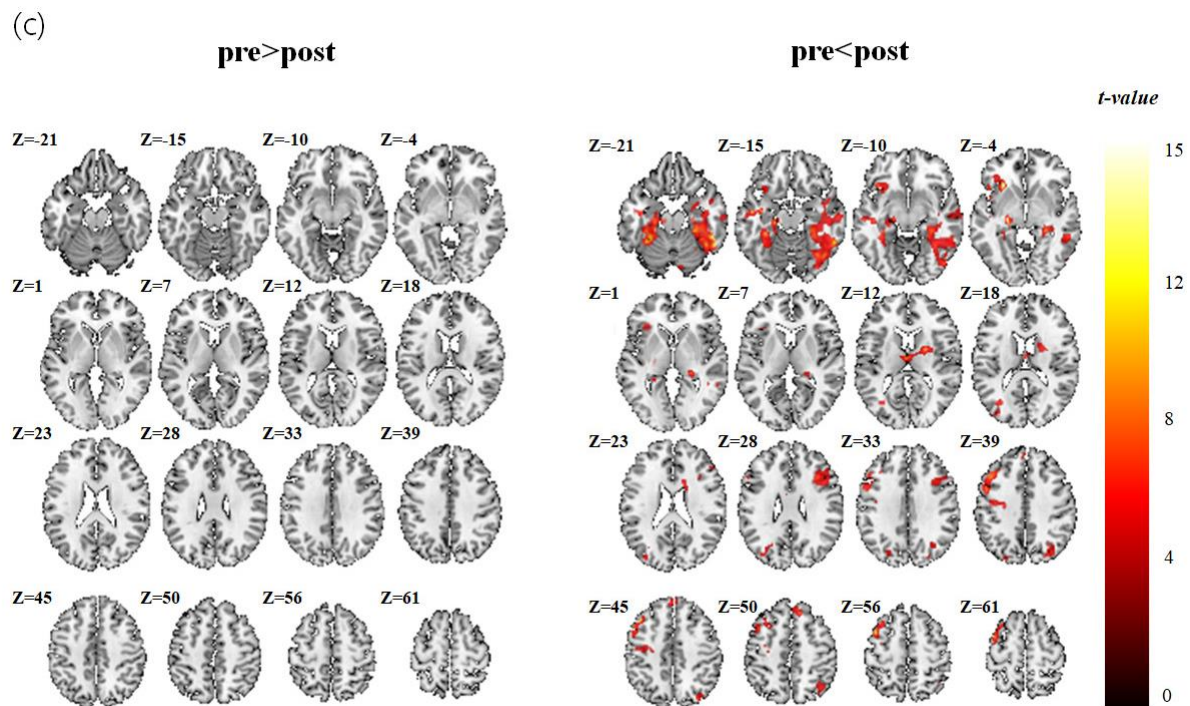 (c)
pre>post
pre<post
t-value
Z=-21 Z=-15 Z=-10 Z=-4
Z=1 Z=7 Z=12 Z=18
Z=23 Z=28 Z=33 Z=39
Z=45 Z=50 Z=56 Z=61
Z=-21 Z=-15 Z=-10 Z=-4
Z=1 Z=7 Z=12 Z=18
Z=23 Z=28 Z=33 Z=39
Z=45 Z=50 Z=56 Z=61
15
12
8
4
0